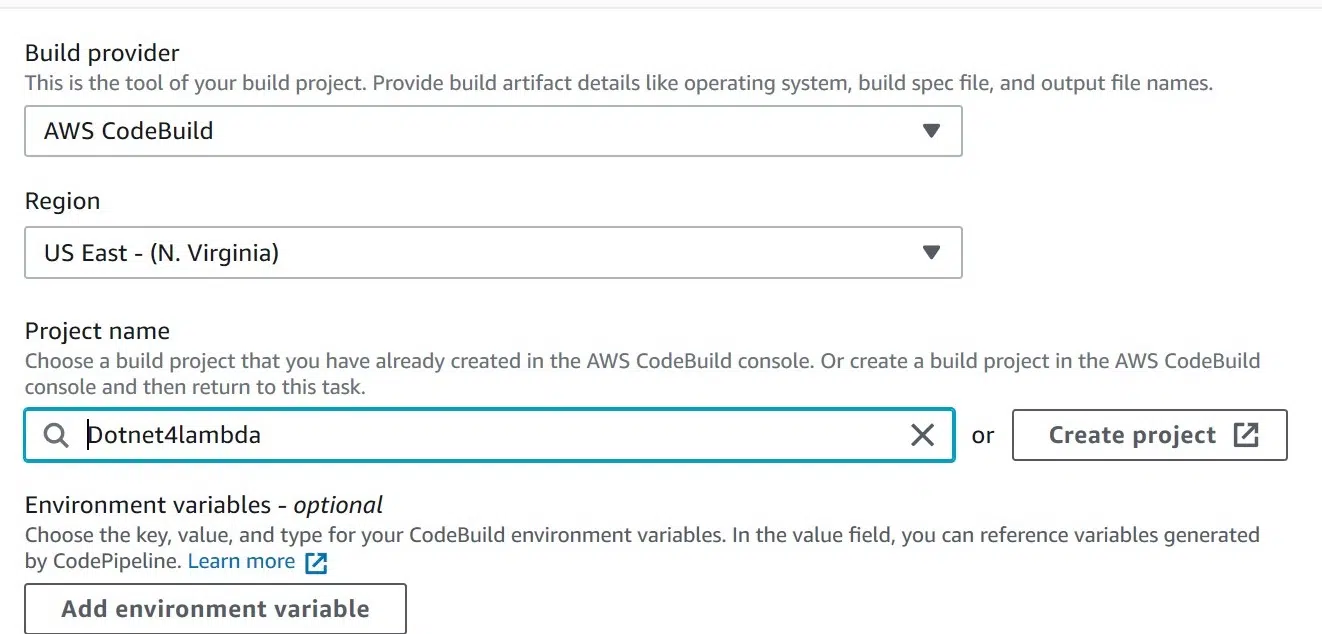 Build provider
This is the tool of your build project. Provide build artifact details like operating system, build spec file, and output file names.
AWS CodeBuild
Region
US East - (N. Virginia)
Project name
Choose a build project that you have already created in the AWS CodeBuild console. Or create a build project in the AWS CodeBuild
console and then return to this task.
Dotnet4lambda or Create project
Environment variables - optional
Choose the key, value, and type for your CodeBuild environment variables. In the value field, you can reference variables generated
by CodePipeline. Learn more
Add environment variable